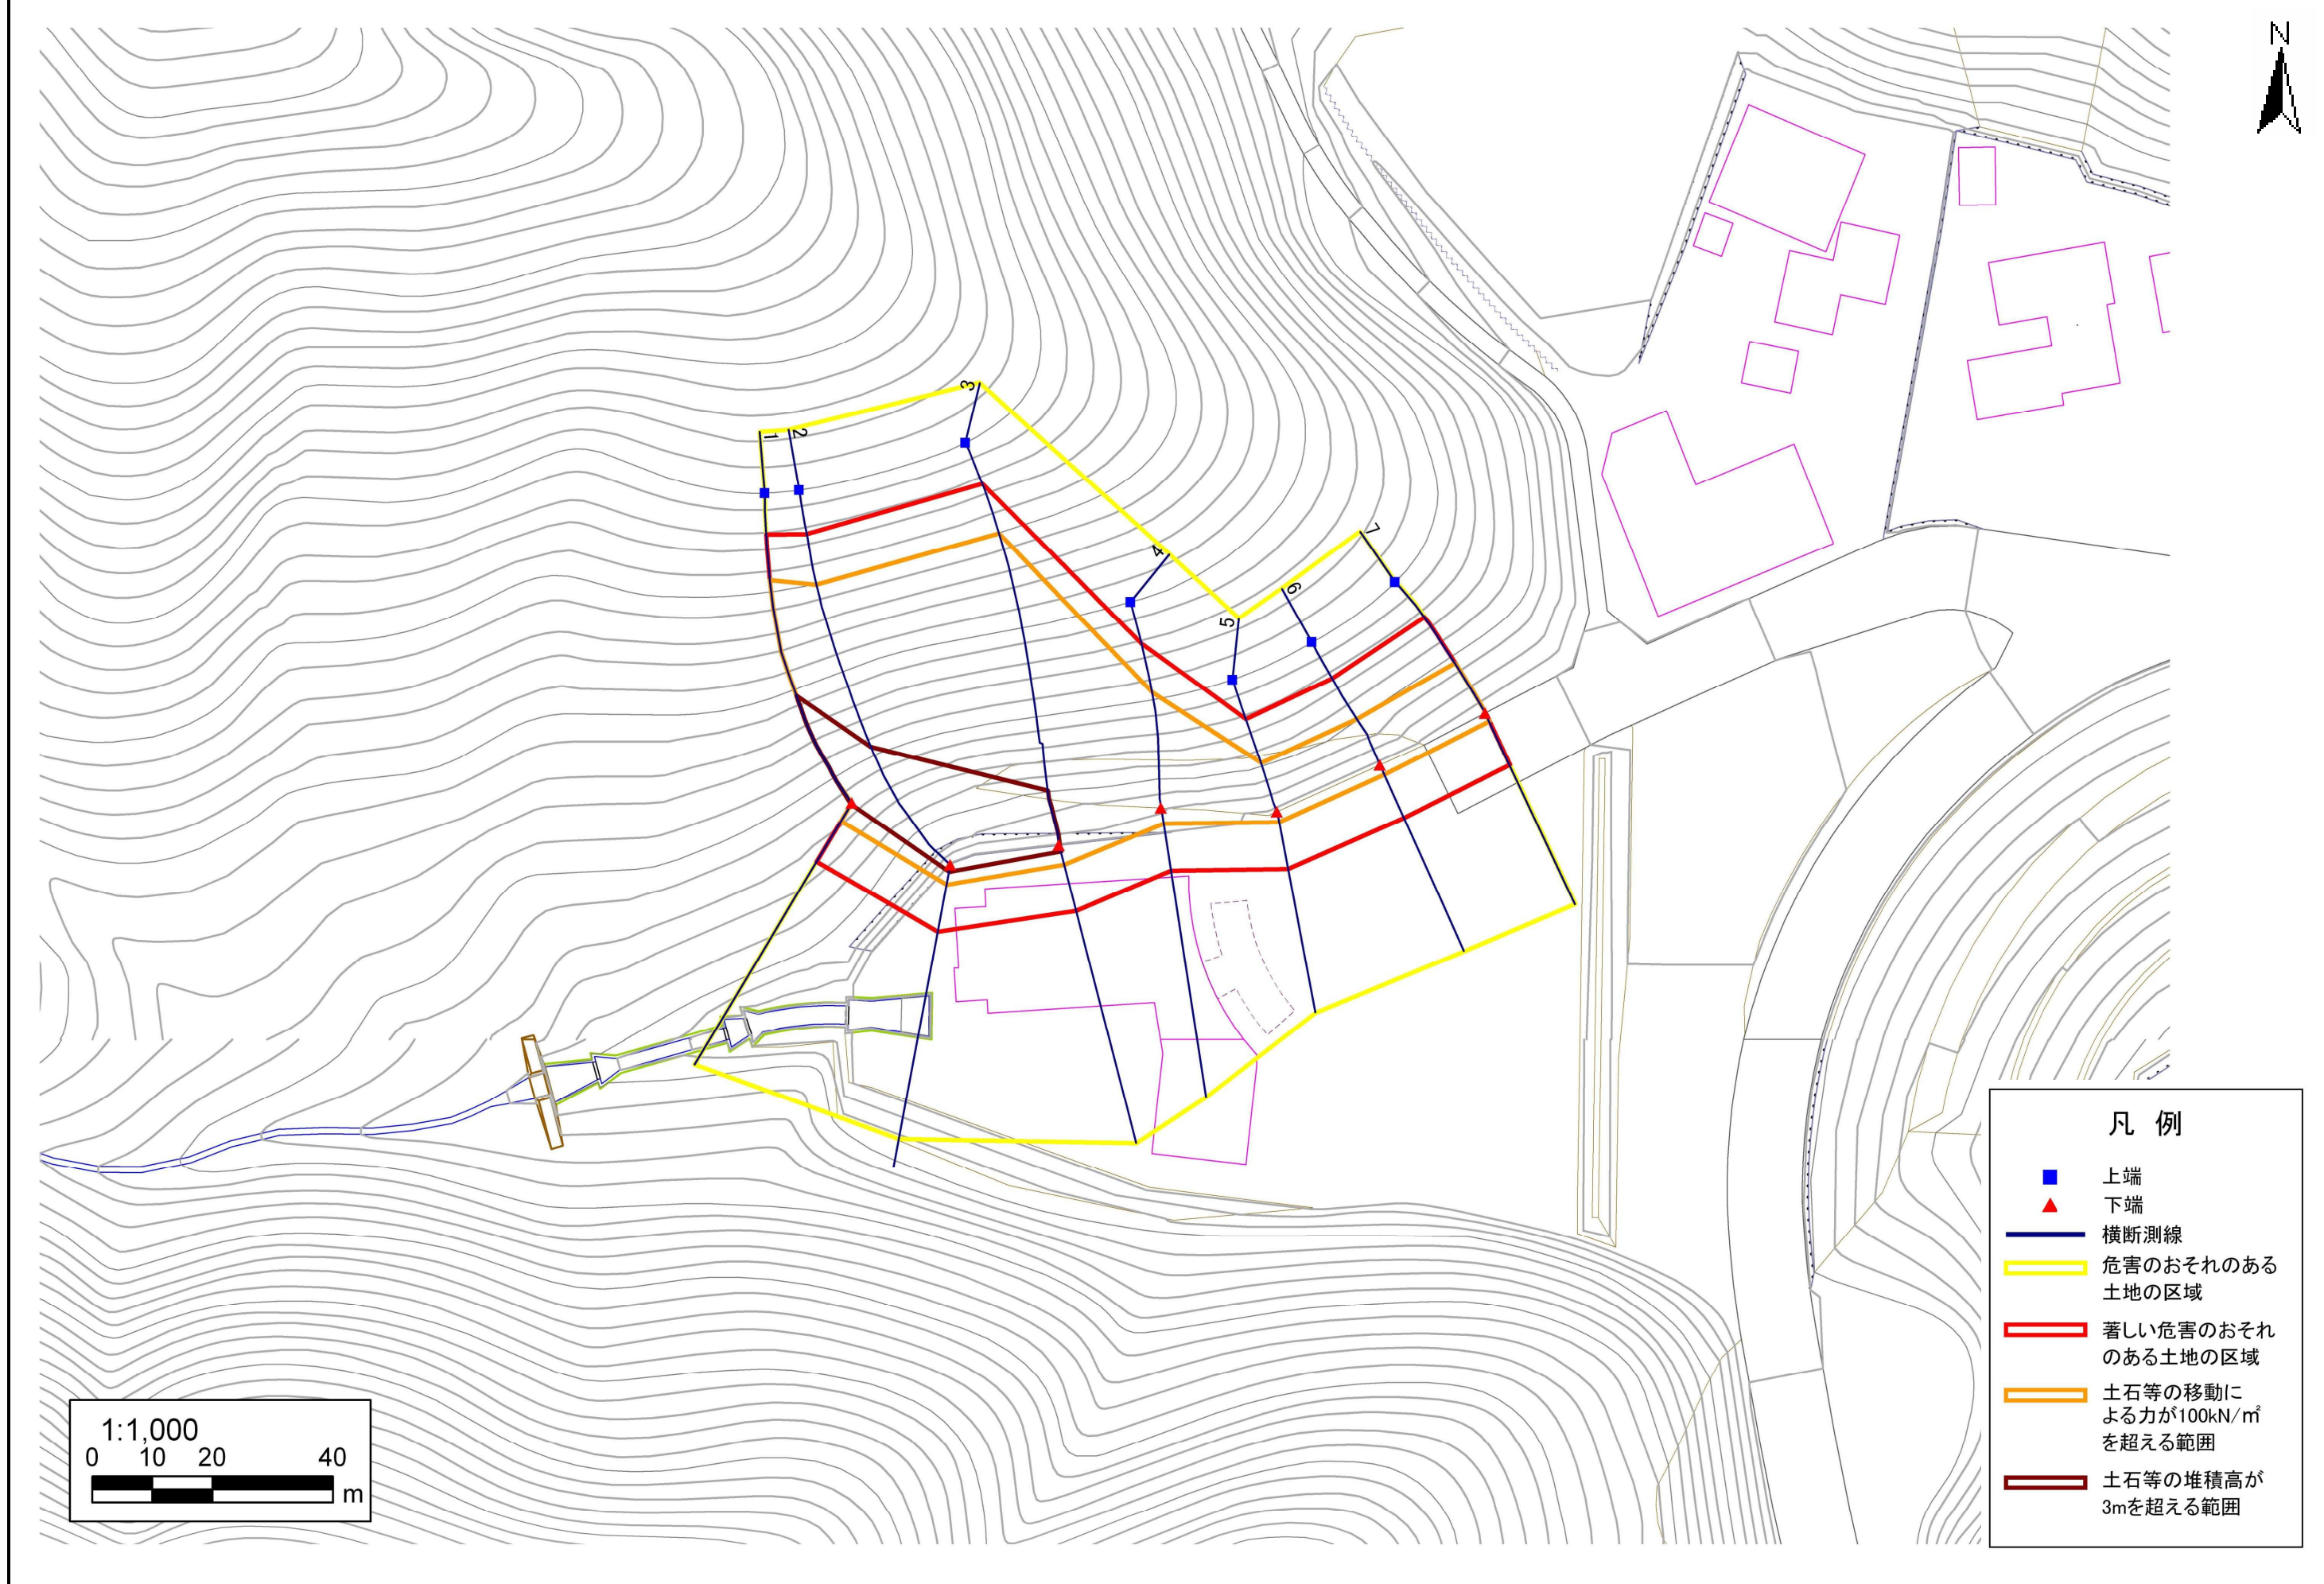 N
3
1
2
7
4
6
5
凡 例
上端
下端
横断測線
危害のおそれのある
土地の区域
著しい危害のおそれ
のある土地の区域
土石等の移動に
よる力が100kN/㎡
を超える範囲
土石等の堆積高が
3mを超える範囲
1:1,000
0 10 20 40
m